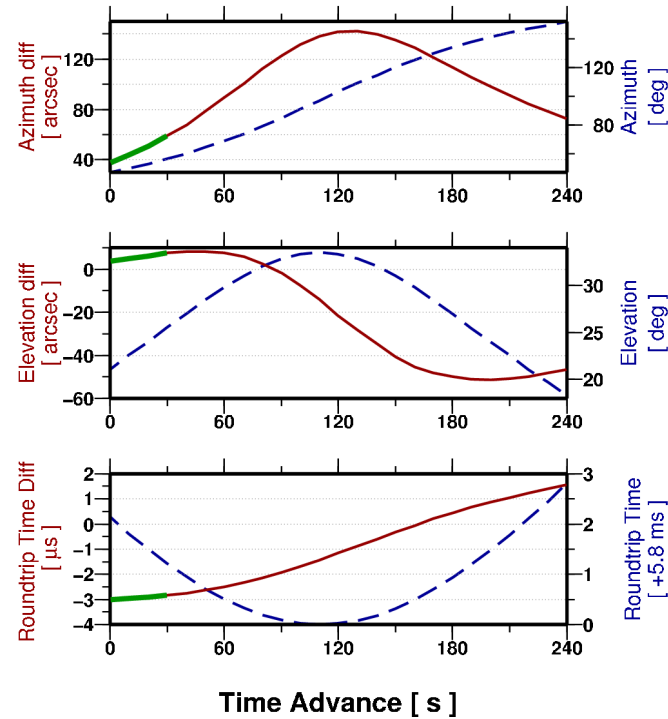 Azimuth diff
[ arcsec ]
120
80
40
120
80
Azimuth
[ deg ]
0 60 120 180 240
Elevation diff
[ arcsec ]
0
−20
−40
−60
30
25
20
Elevation
[ deg ]
0 60 120 180 240
Roundtrip Time Diff
[ µs ]
2
1
0
−1
−2
−3
−4
3
2
1
0
Roundtrip Time
[ +5.8 ms ]
0 60 120 180 240
Time Advance [ s ]